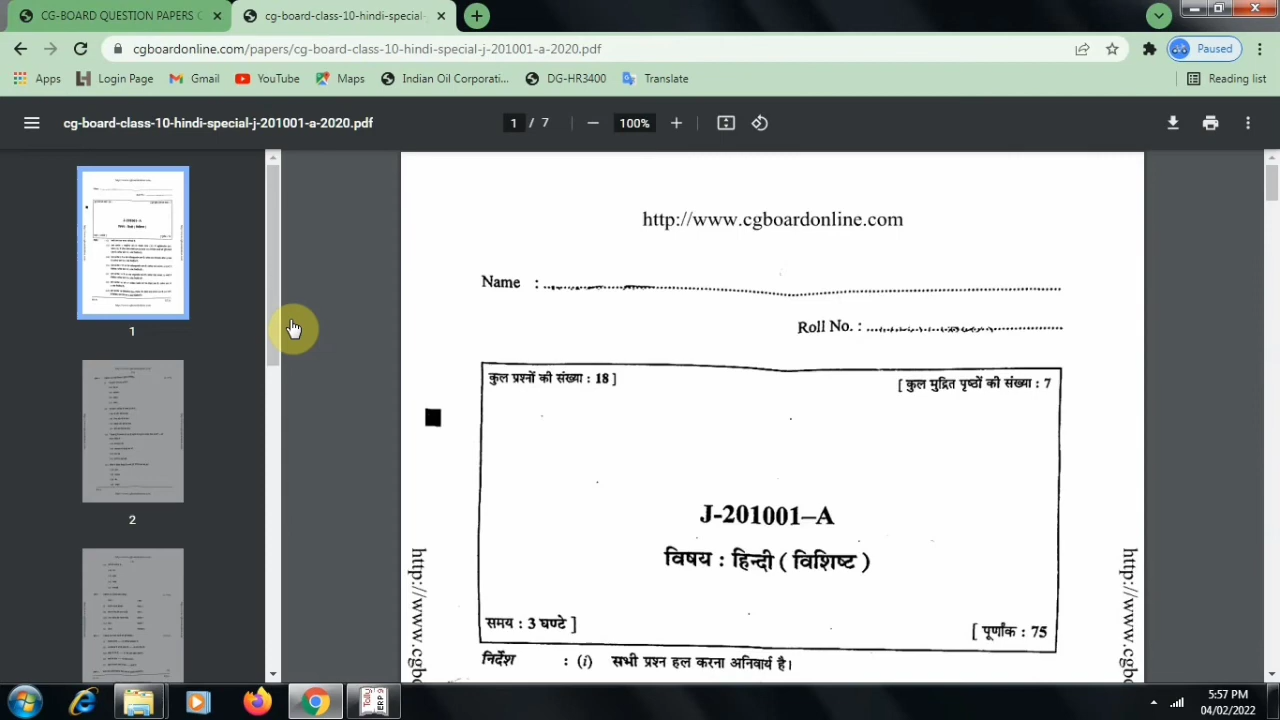 CG-BOARD QUESTION PAPERS
cg-board-class-10-hindi-special-
cgboardonline.com/papers/cg-board-class-10-hindi-special-j-201001-a-2020.pdf
Paused
Apps
Login Page
Gmail
YouTube
Maps
Indian Oil Corporati...
DG-HR3400
Translate
Reading list
cg-board-class-10-hindi-special-j-201001-a-2020.pdf
1 / 7
100%
http://www.cgboardonline.com
Name :
Roll No. :
कुल प्रश्नों की संख्या : 18 ]
[ कुल मुद्रित पृष्ठों की संख्या : 7
J-201001–A
विषय : हिन्दी ( विशिष्ट )
समय : 3 घण्टे ]
[ पूर्णांक : 75
निर्देश : (i) सभी प्रश्न हल करना अनिवार्य है।
http://www.cgbo
http://www.cgbo
1
2
5:57 PM
04/02/2022